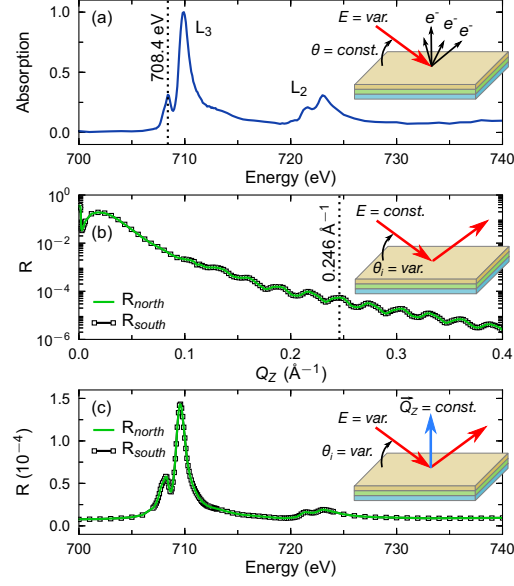 (a)
708.4 eV
L3
L2
E = var.
θ = const.
e- e- e-
Absorption
1.0
0.5
0.0
700 710 720 730 740
Energy (eV)
(b)
0.246 Å⁻¹
E = const.
θi = var.
R
10^0
10^-2
10^-4
10^-6
Rnorth
Rsouth
0.0 0.1 0.2 0.3 0.4
QZ (Å⁻¹)
(c)
E = var.
QZ = const.
θi = var.
R (10^-4)
1.5
1.0
0.5
0.0
Rnorth
Rsouth
700 710 720 730 740
Energy (eV)